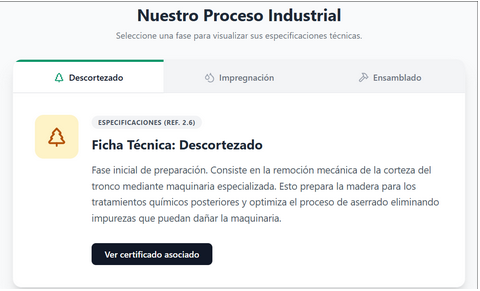 Nuestro Proceso Industrial
Seleccione una fase para visualizar sus especificaciones técnicas.
Descortezado
Impregnación
Ensamblado
ESPECIFICACIONES (REF. 2.6)
Ficha Técnica: Descortezado
Fase inicial de preparación. Consiste en la remoción mecánica de la corteza del
tronco mediante maquinaria especializada. Esto prepara la madera para los
tratamientos químicos posteriores y optimiza el proceso de aserrado eliminando
impurezas que puedan dañar la maquinaria.
Ver certificado asociado